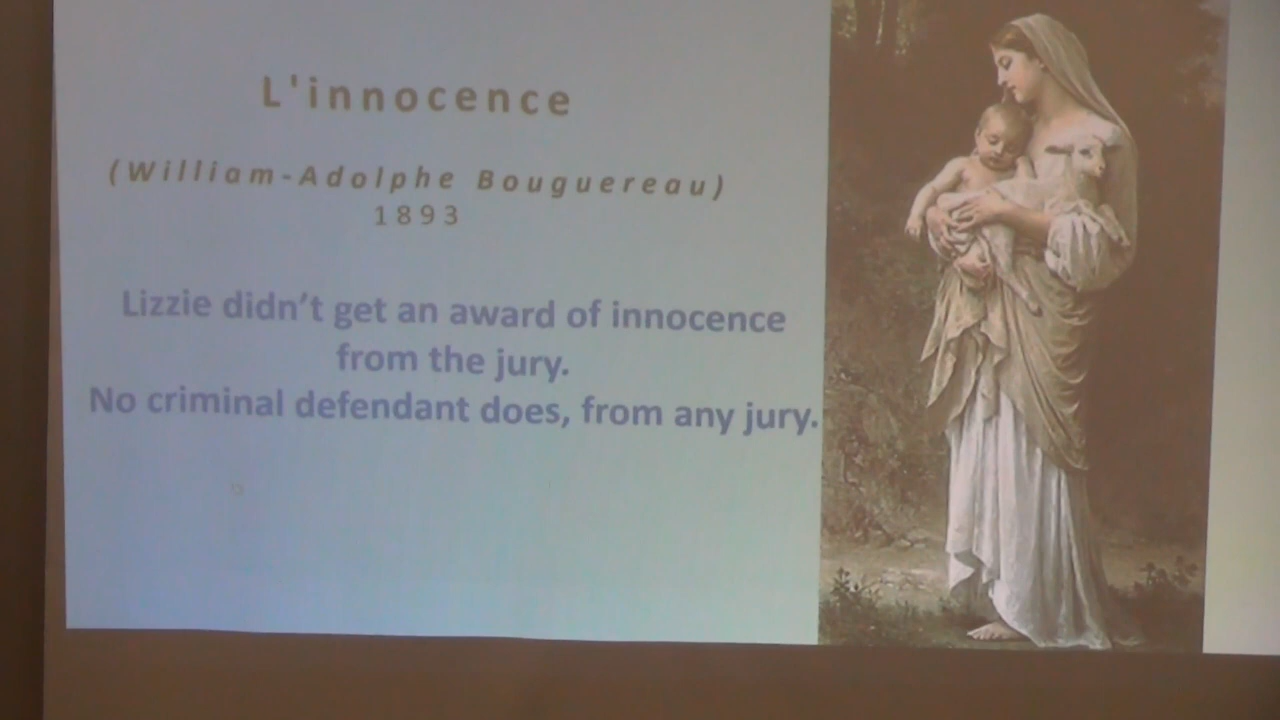 L'innocence
(William-Adolphe Bouguereau)
1893
Lizzie didn’t get an award of innocence
from the jury.
No criminal defendant does, from any jury.